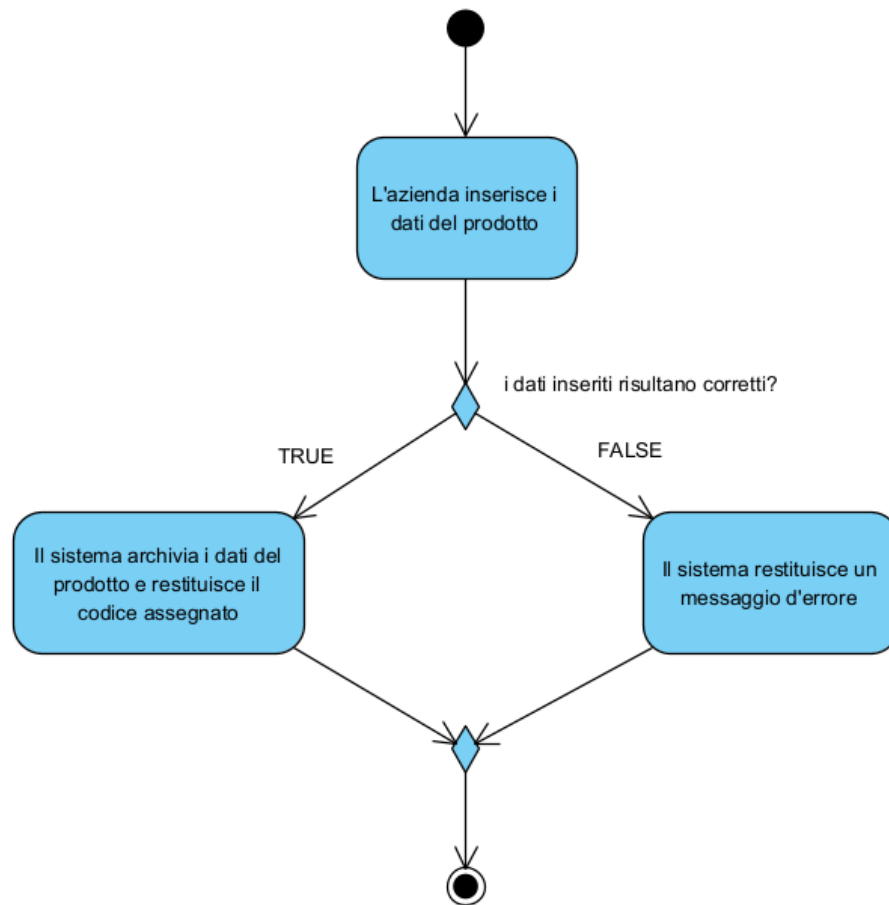 L'azienda inserisce i
dati del prodotto
i dati inseriti risultano corretti?
TRUE
FALSE
Il sistema archivia i dati del
prodotto e restituisce il
codice assegnato
Il sistema restituisce un
messaggio d'errore